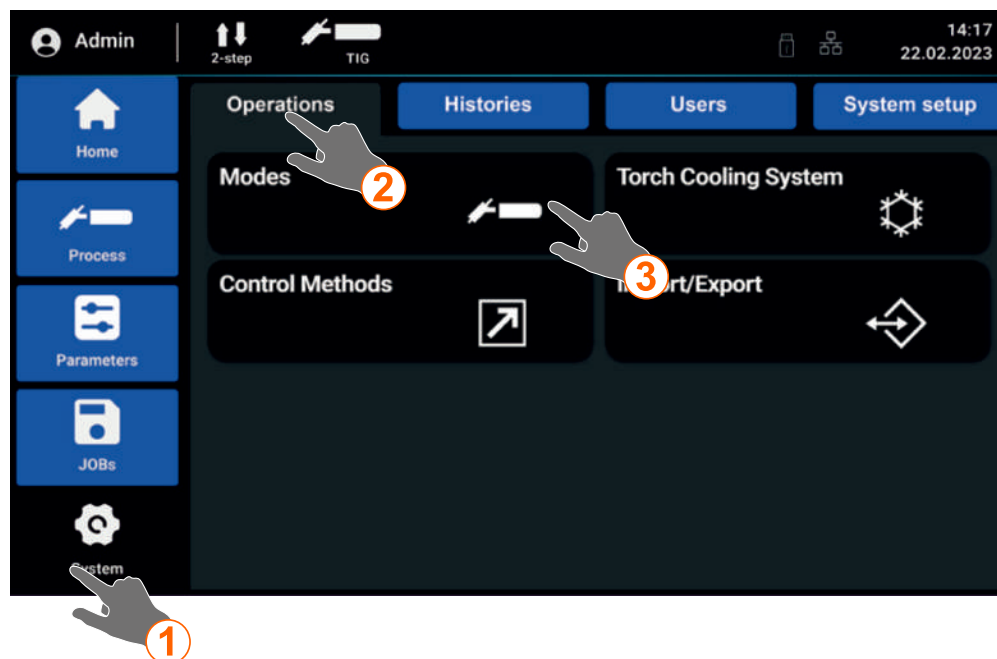 Admin
2-step
TIG
14:17
22.02.2023
Home
Process
Parameters
JOBs
System
Operations
Histories
Users
System setup
Modes
Torch Cooling System
Control Methods
Import/Export
2
3
1